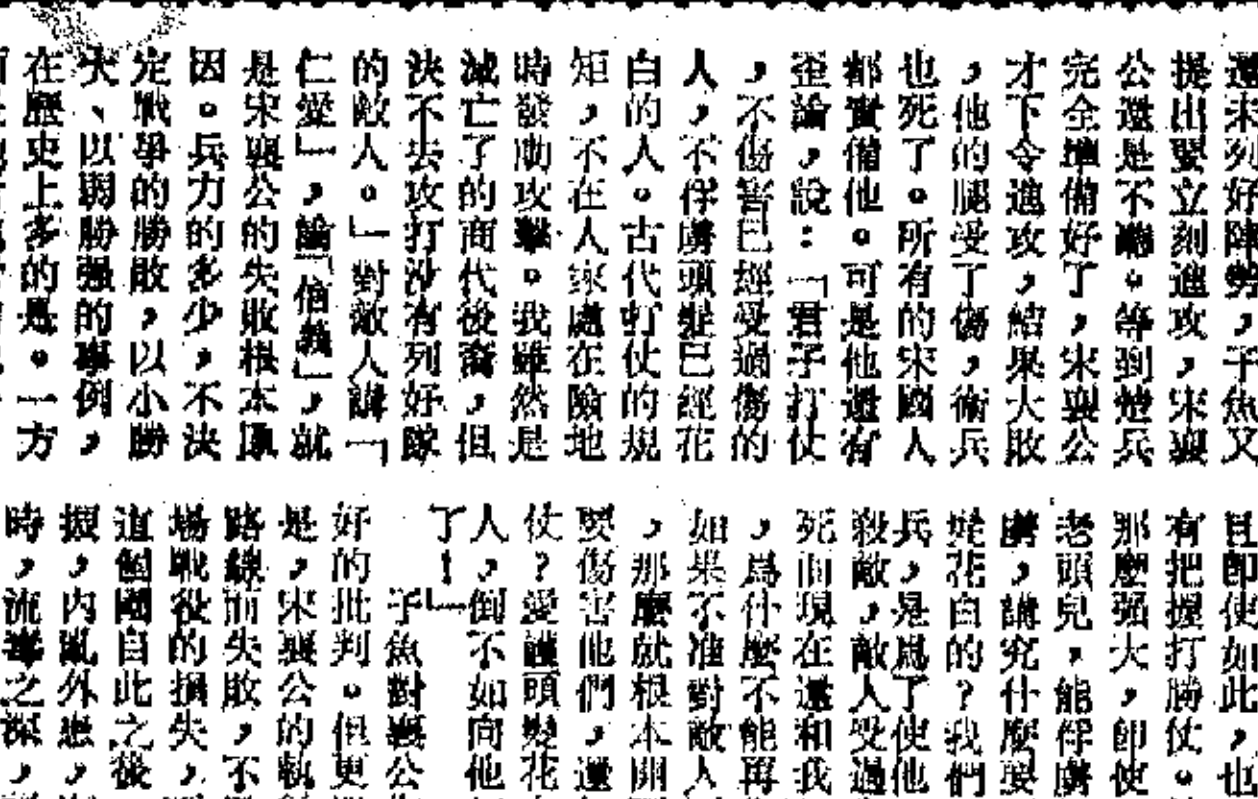 還未列好陣勢，子魚又
提出要立刻進攻，宋襄
公還是不聽。等到楚兵
完全準備好了，宋襄公
才下令進攻，結果大敗
，他的腿受了傷，衛兵
也死了。所有的宋國人
都責備他。可是他還有
歪論，說：「君子打仗
，不傷害已經受過傷的
人，不俘虜頭髮已經花
白的人。古代打仗的規
矩，不在人家處在險地
時發動攻擊。我雖然是
滅亡了的商代後裔，但
決不去攻打沒有列好隊
的敵人。」對敵人講「
仁愛」，論「信義」，就
是宋襄公的失敗根本原
因。兵力的多少，不決
定戰爭的勝敗，以小勝
大、以弱勝强的事例，
在歷史上多的是。一方
且卽使如此，也
有把握打勝仗。
那麼强大，卽使
老頭兒，能俘虜
虜，講究什麼要
髮花白的？我們
兵，是爲了使他
殺敵，敵人受過
死而現在還和我
，爲什麼不能再
如果不准對敵人
，那麼就根本開
要傷害他們，還
仗？愛護頭髮花
人，倒不如向他
了！」
子魚對襄公
好的批判。但更
是，宋襄公的執
路線而失敗，不
場戰役的損失，
這個國自此之後
振，內亂外患，
時，流毒之深，